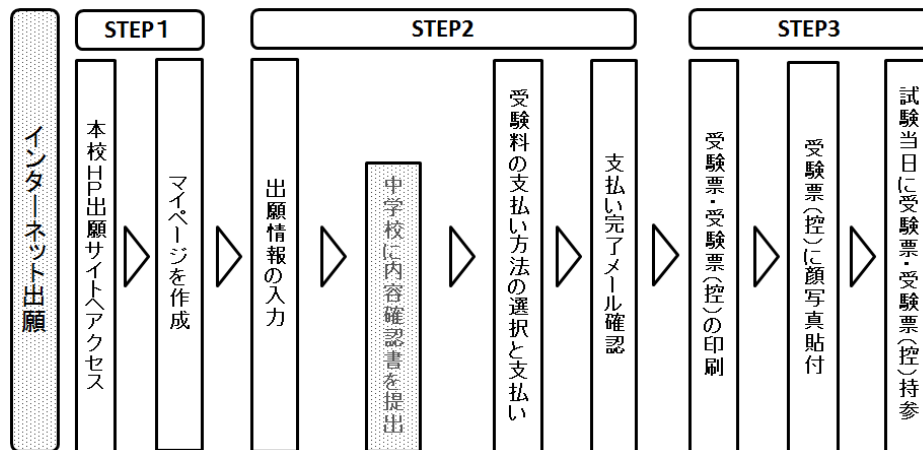 インターネット出願
STEP1
本校HP出願サイトへアクセス
マイページを作成
STEP2
出願情報の入力
中学校に内容確認書を提出
受験料の支払い方法の選択と支払い
支払い完了メール確認
STEP3
受験票・受験票(控)の印刷
受験票(控)に顔写真貼付
試験当日に受験票・受験票(控)持参